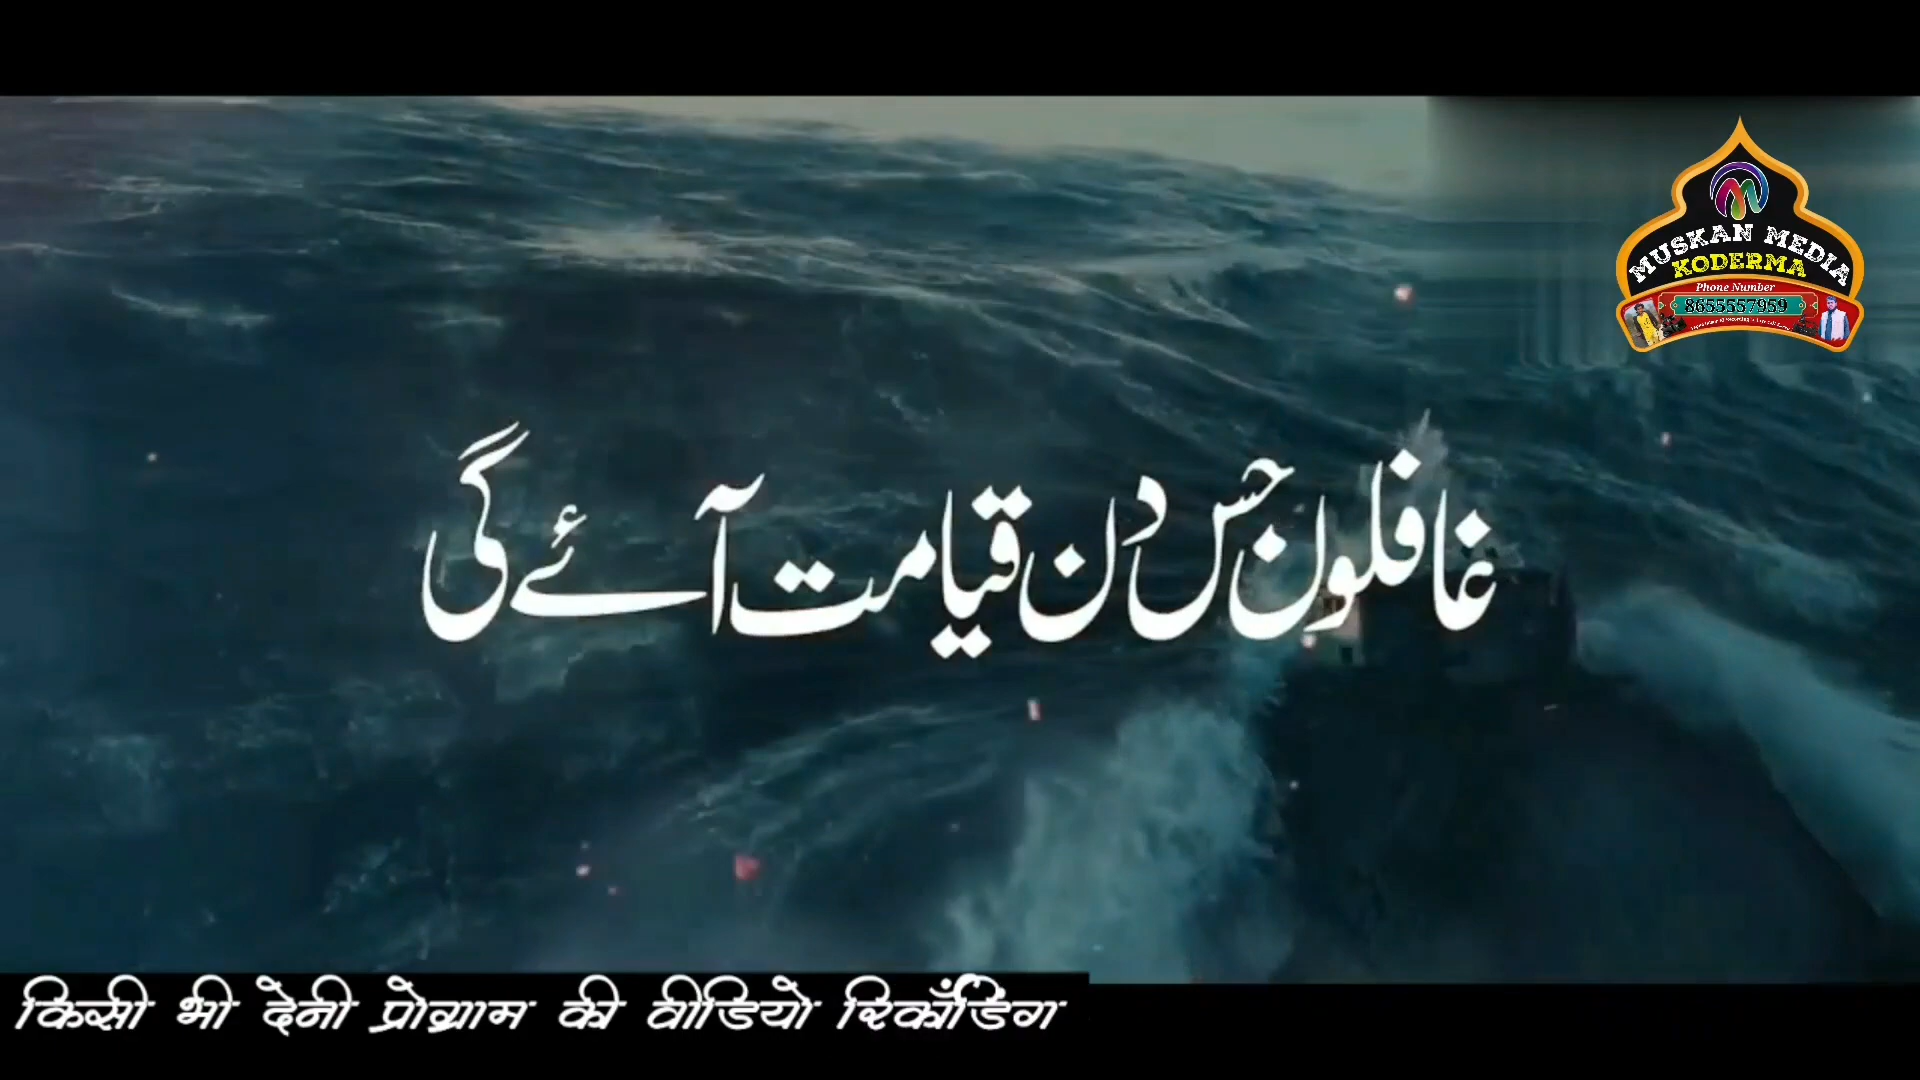 MUSKAN MEDIA
KODERMA
Phone Number
8655557959
غافلوں جس دن قیامت آئے گی
किसी भी देनी प्रोग्राम की वीडियो रिकॉर्डिंग